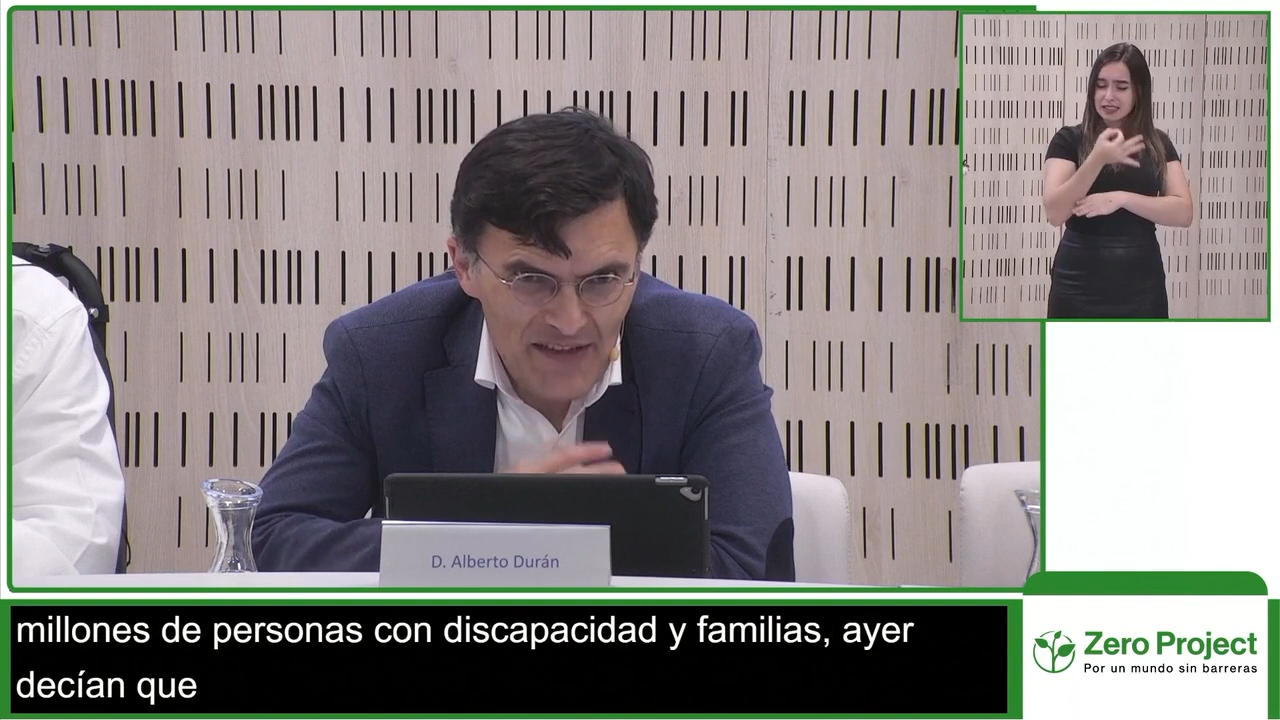 D. Alberto Durán
millones de personas con discapacidad y familias, ayer
decían que
Zero Project
Por un mundo sin barreras